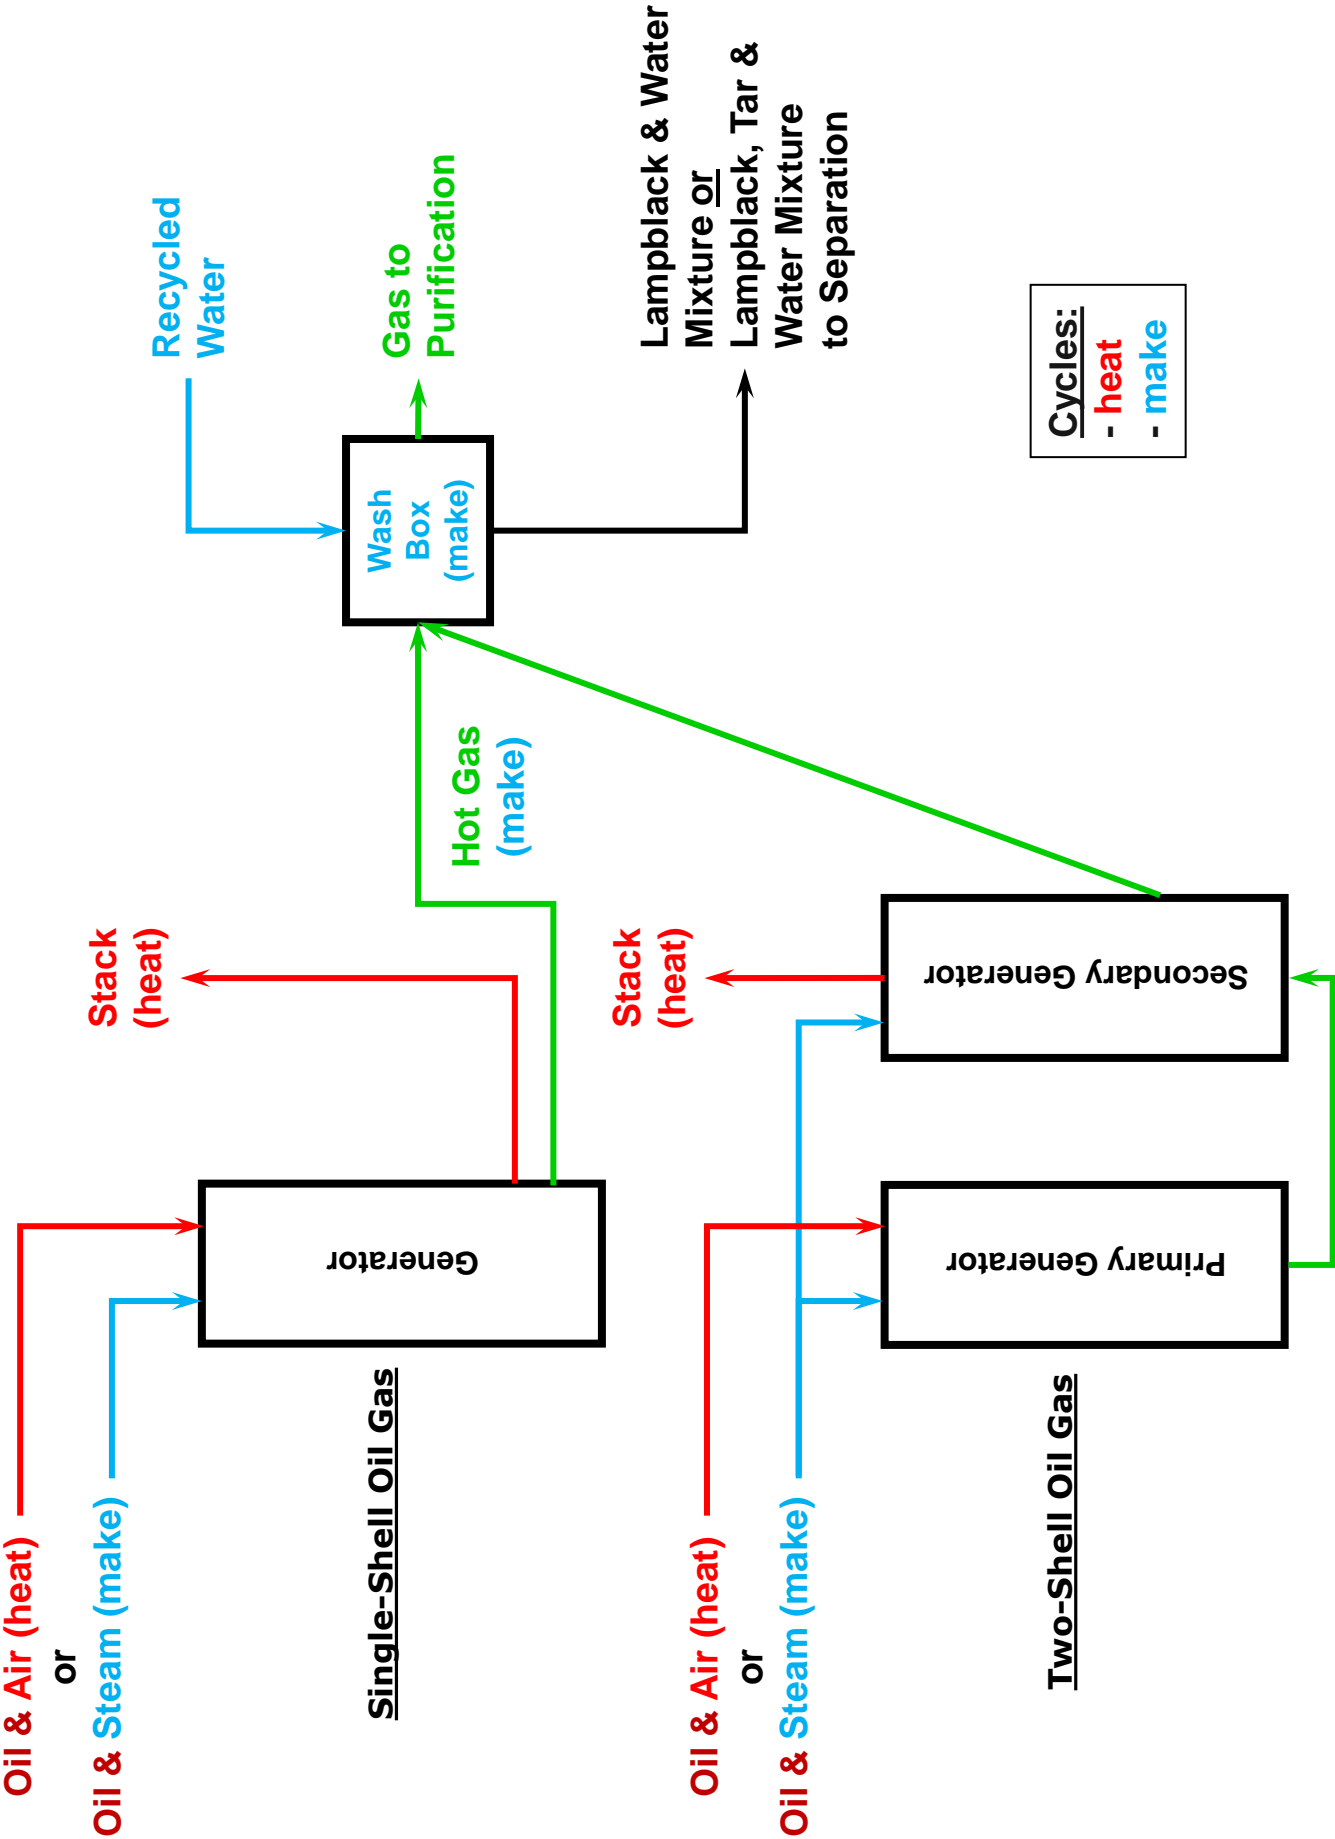 Oil & Air (heat)
or
Oil & Steam (make)
Generator
Single-Shell Oil Gas
Stack
(heat)
Hot Gas
(make)
Recycled
Water
Wash
Box
(make)
Gas to
Purification
Lampblack & Water
Mixture or
Lampblack, Tar &
Water Mixture
to Separation
Oil & Air (heat)
or
Oil & Steam (make)
Primary Generator
Two-Shell Oil Gas
Stack
(heat)
Secondary Generator
Cycles:
- heat
- make